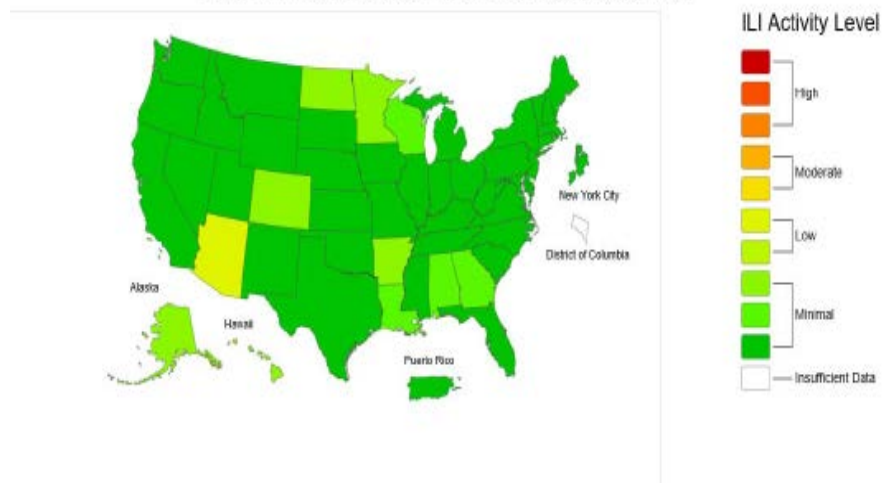 ILI Activity Level
High
Moderate
New York City
Low
District of Columbia
Alaska
Hawaii
Minimal
Puerto Rico
Insufficient Data